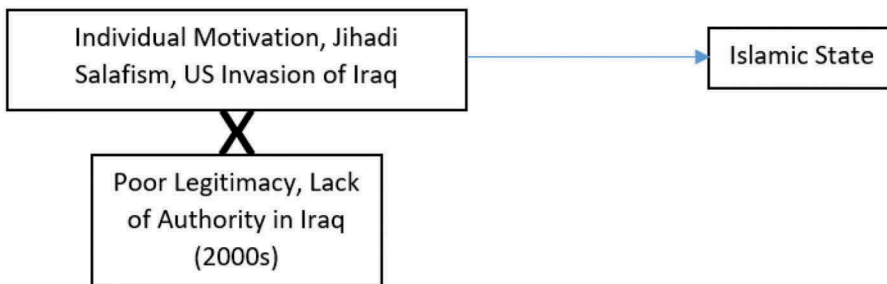 Individual Motivation, Jihadi
Salafism, US Invasion of Iraq
Islamic State
X
Poor Legitimacy, Lack
of Authority in Iraq
(2000s)